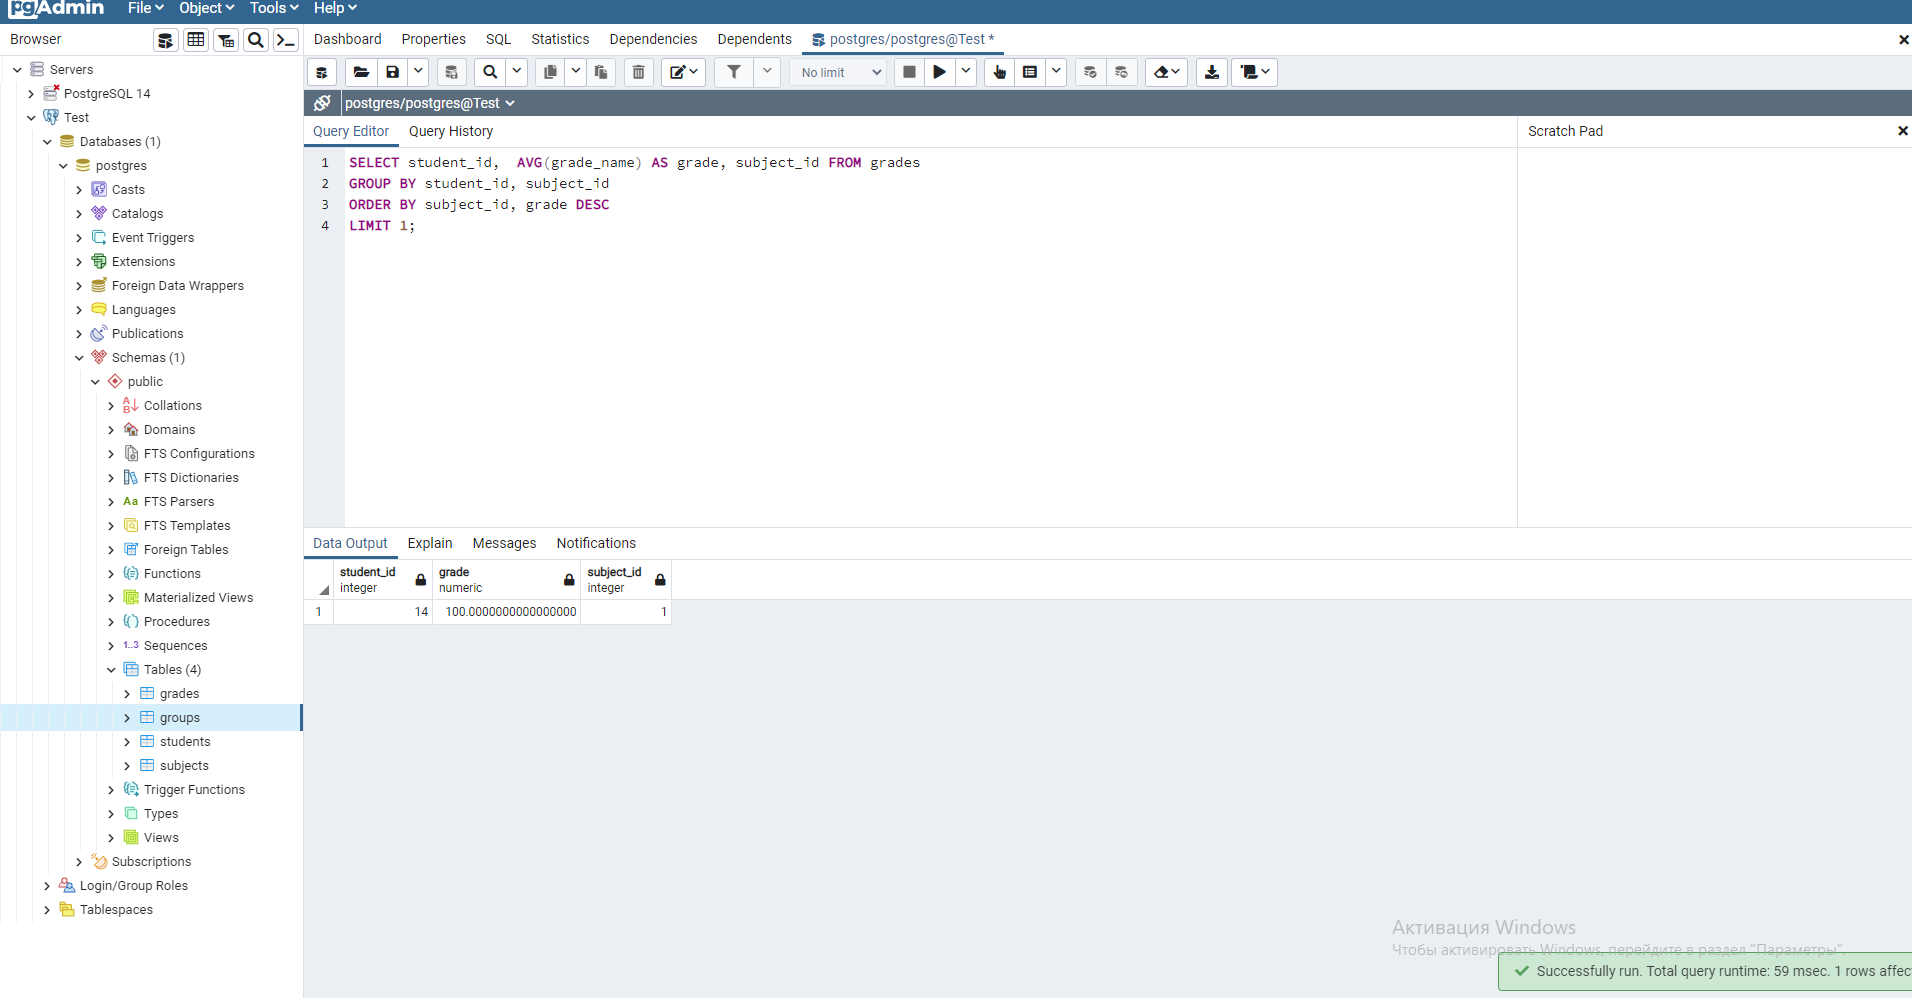 pgAdmin File Object Tools Help
Browser
Dashboard Properties SQL Statistics Dependencies Dependents postgres/postgres@Test *
No limit
postgres/postgres@Test
Query Editor Query History
Scratch Pad
1 SELECT student_id,  AVG(grade_name) AS grade, subject_id FROM grades
2 GROUP BY student_id, subject_id
3 ORDER BY subject_id, grade DESC
4 LIMIT 1;
Servers
PostgreSQL 14
Test
Databases (1)
postgres
Casts
Catalogs
Event Triggers
Extensions
Foreign Data Wrappers
Languages
Publications
Schemas (1)
public
Collations
Domains
FTS Configurations
FTS Dictionaries
Aa FTS Parsers
FTS Templates
Foreign Tables
Functions
Materialized Views
Procedures
1..3 Sequences
Tables (4)
grades
groups
students
subjects
Trigger Functions
Types
Views
Subscriptions
Login/Group Roles
Tablespaces
Data Output Explain Messages Notifications
student_id grade subject_id
integer numeric integer
1 14 100.0000000000000000 1
Активация Windows
Чтобы активировать Windows, перейдите в раздел "Параметры".
Successfully run. Total query runtime: 59 msec. 1 rows affec